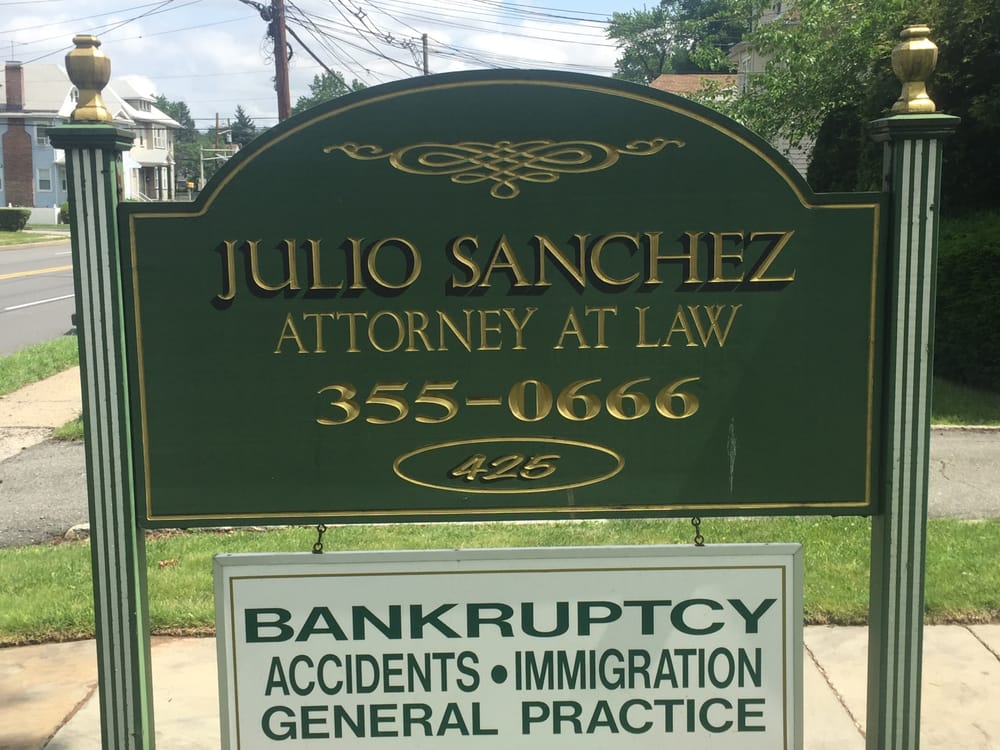 JULIO SANCHEZ
ATTORNEY AT LAW
355-0666
425
BANKRUPTCY
ACCIDENTS • IMMIGRATION
GENERAL PRACTICE